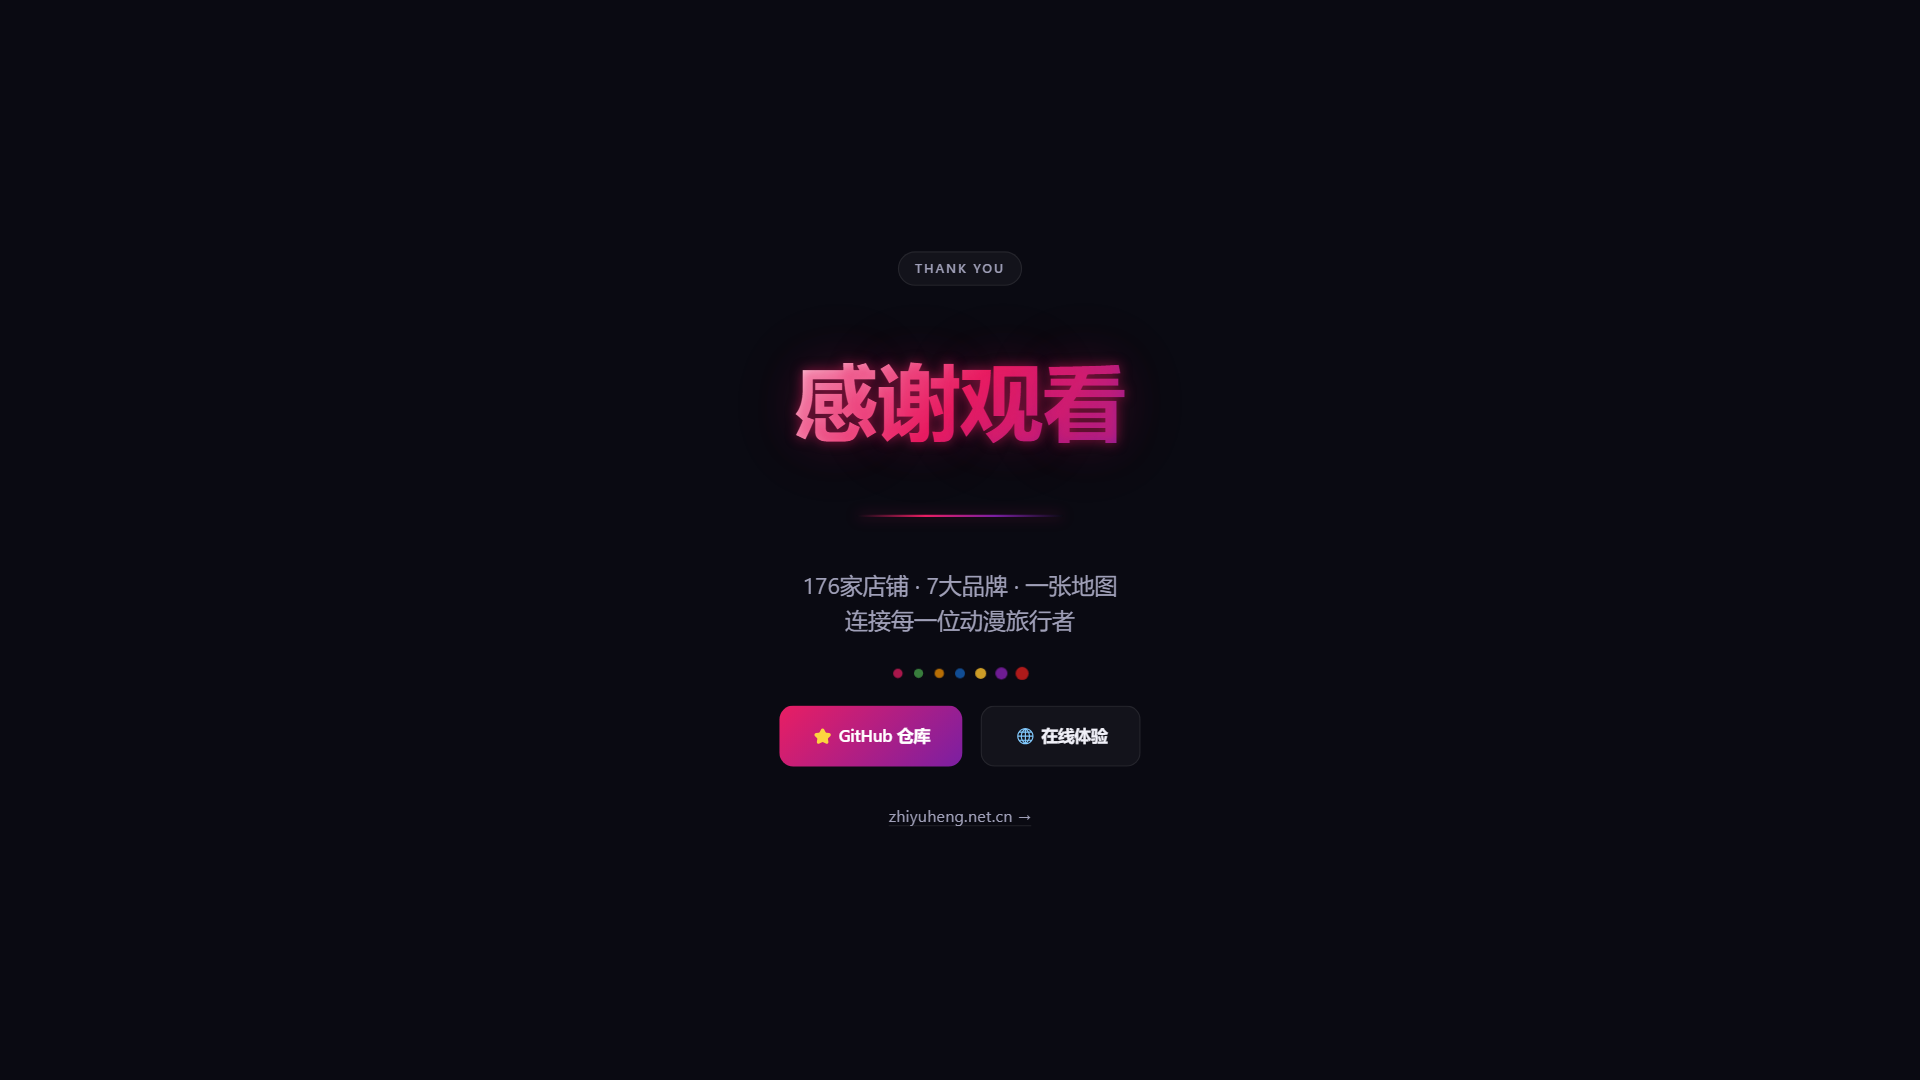 THANK YOU
感谢观看
176家店铺 · 7大品牌 · 一张地图
连接每一位动漫旅行者
⭐ GitHub 仓库
🌐 在线体验
zhiyuheng.net.cn →